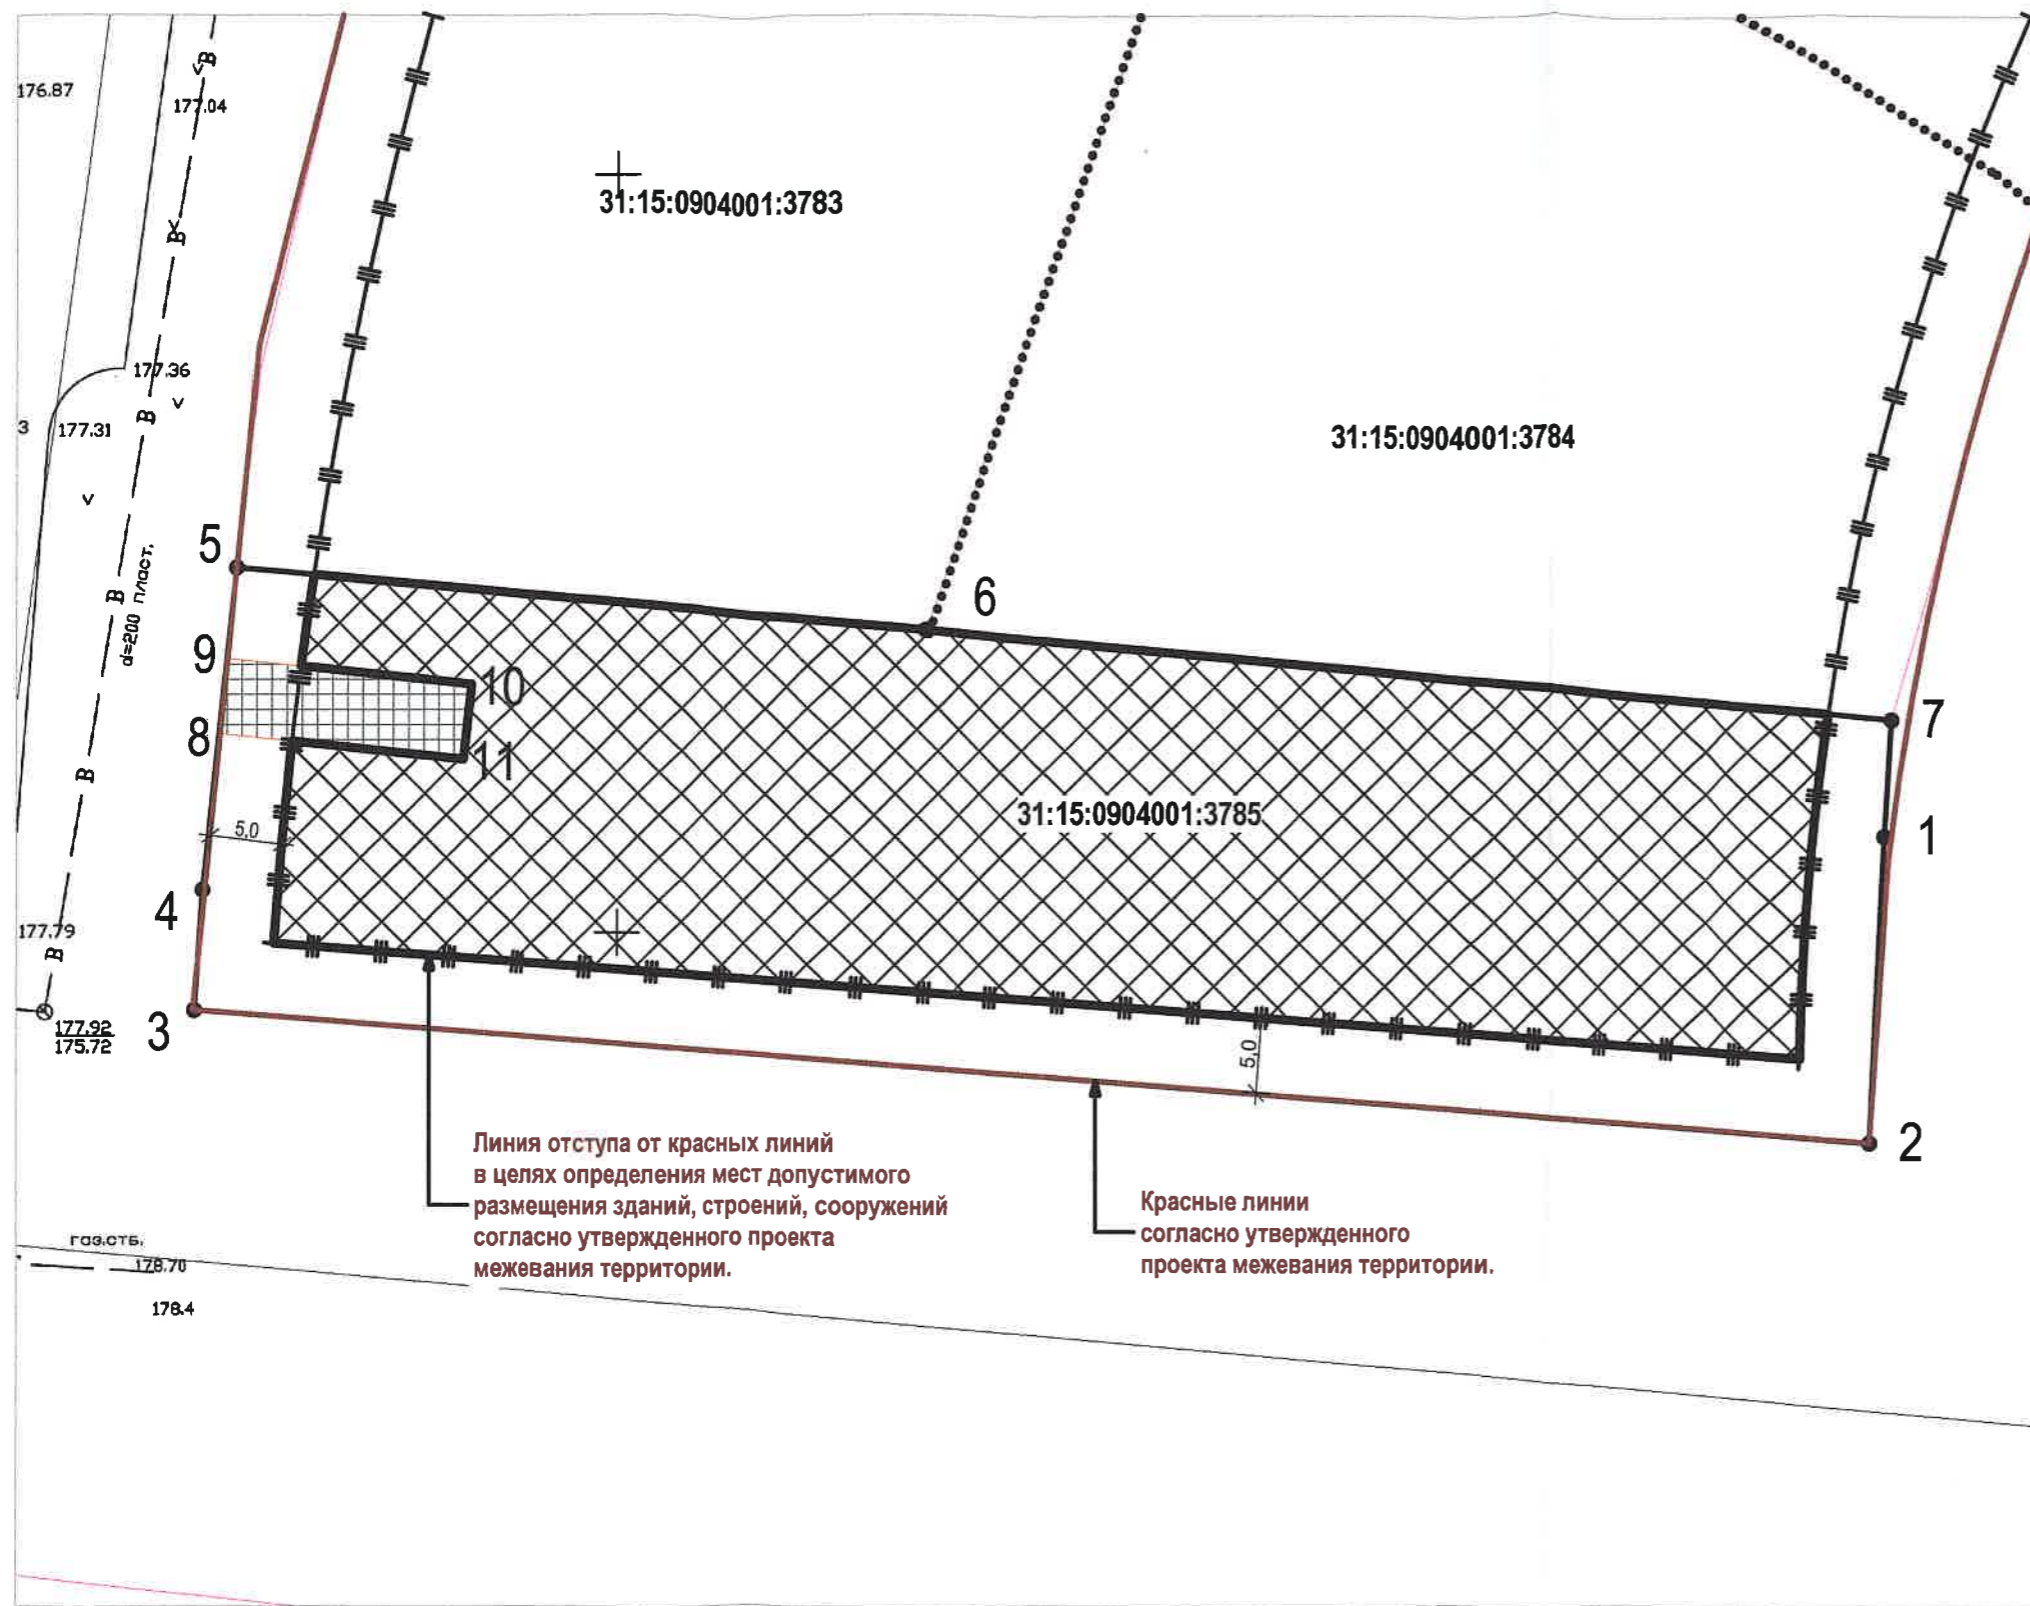 176.87
В
177.04
31:15:0904001:3783
В
177.36
В
3
177.31
31:15:0904001:3784
5
d=200 пласт.
В
6
9
10
7
8
11
В
31:15:0904001:3785
1
5,0
4
177.79
В
3
177.92
175.72
5,0
2
Линия отступа от красных линий
в целях определения мест допустимого
размещения зданий, строений, сооружений
согласно утвержденного проекта
межевания территории.
Красные линии
согласно утвержденного
проекта межевания территории.
газ.стб.
178.70
178.4